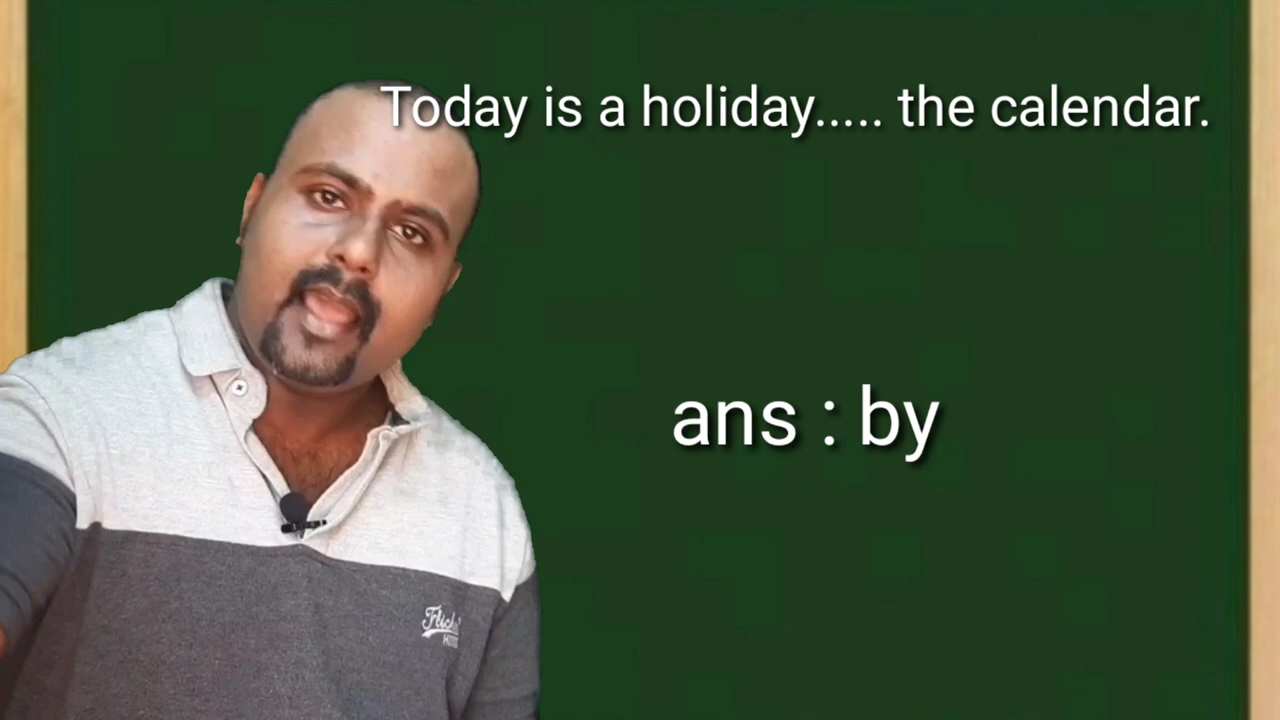 Today is a holiday..... the calendar.
ans : by